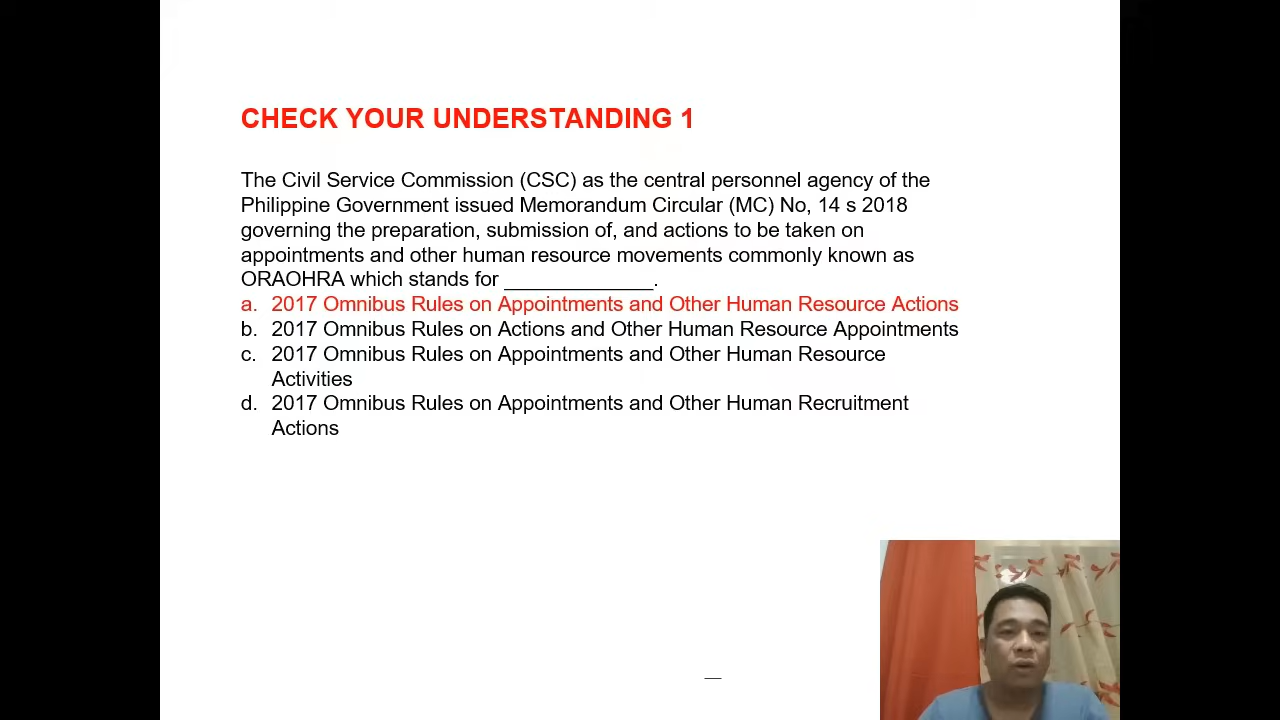 CHECK YOUR UNDERSTANDING 1
The Civil Service Commission (CSC) as the central personnel agency of the
Philippine Government issued Memorandum Circular (MC) No, 14 s 2018
governing the preparation, submission of, and actions to be taken on
appointments and other human resource movements commonly known as
ORAOHRA which stands for _____________.
a. 2017 Omnibus Rules on Appointments and Other Human Resource Actions
b. 2017 Omnibus Rules on Actions and Other Human Resource Appointments
c. 2017 Omnibus Rules on Appointments and Other Human Resource
Activities
d. 2017 Omnibus Rules on Appointments and Other Human Recruitment
Actions